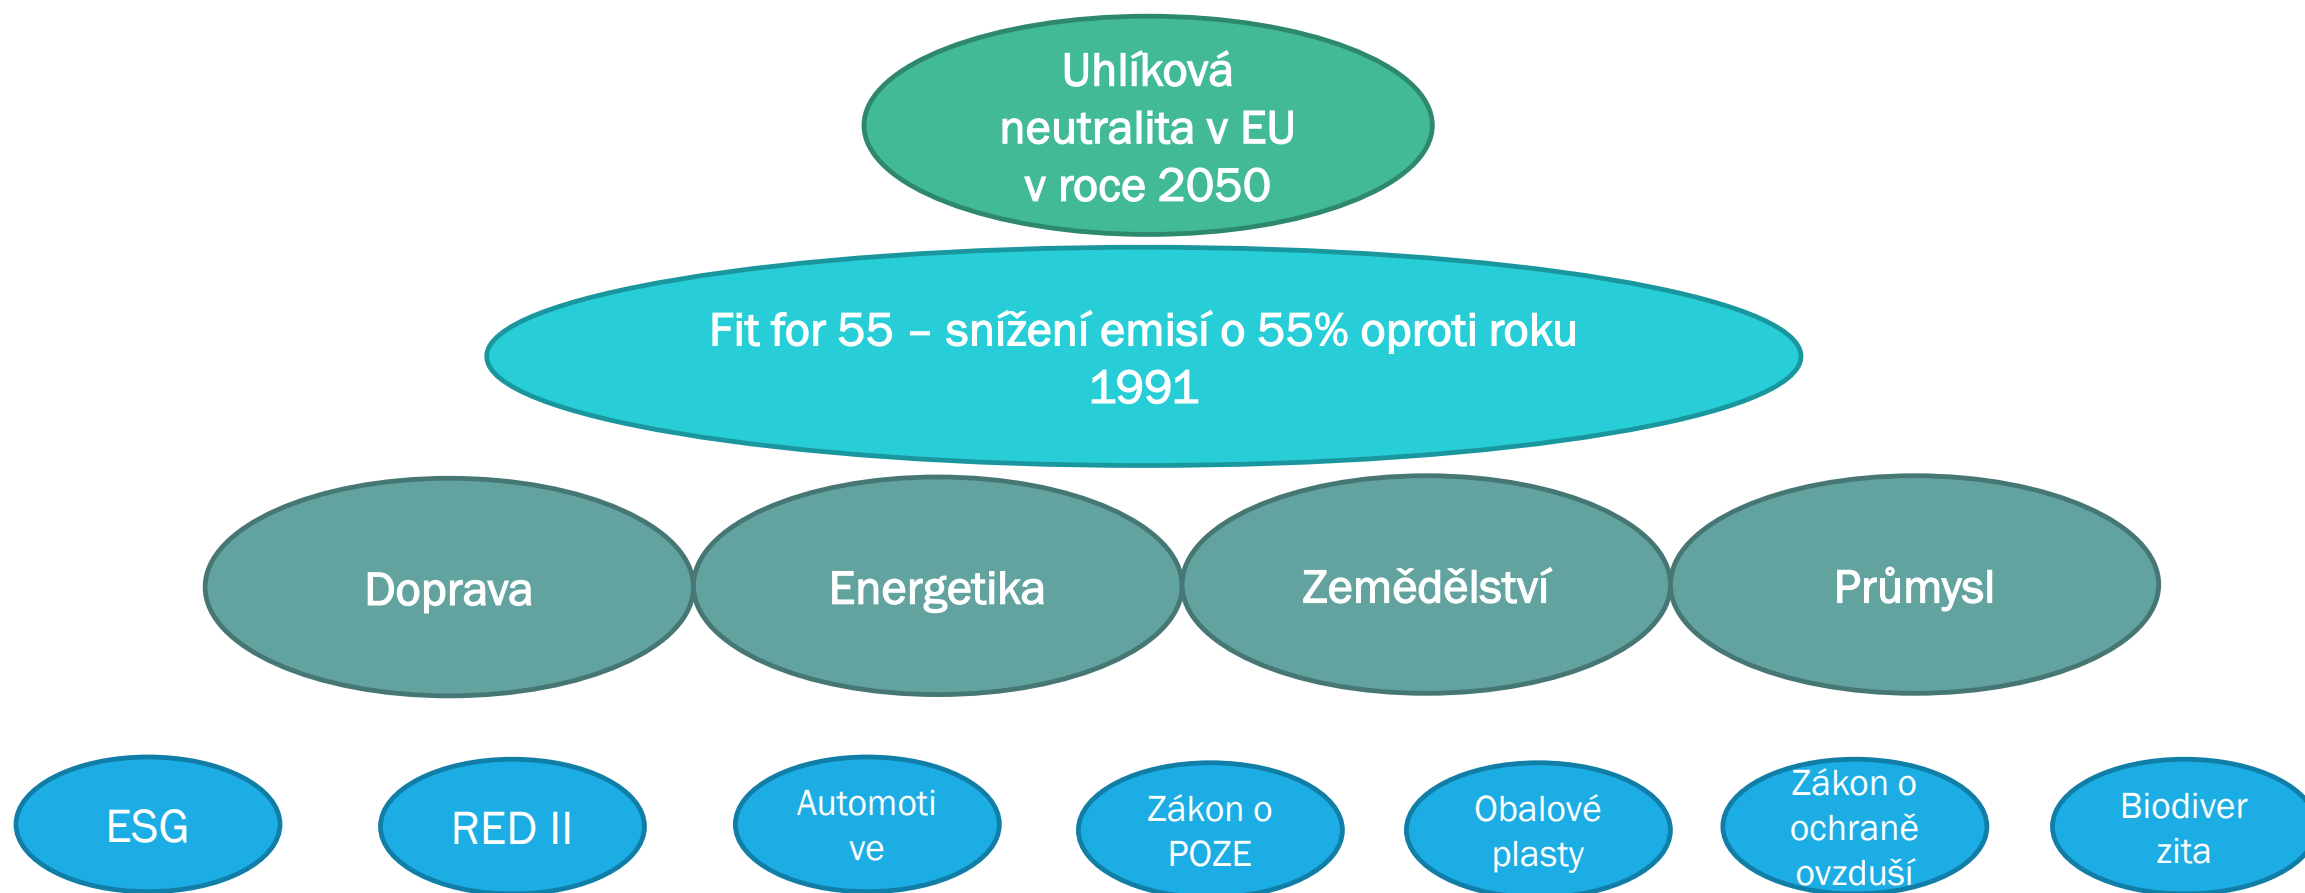 Uhlíková
neutralita v EU
v roce 2050
Fit for 55 – snížení emisí o 55% oproti roku
1991
Doprava
Energetika
Zemědělství
Průmysl
ESG
RED II
Automoti
ve
Zákon o
POZE
Obalové
plasty
Zákon o
ochraně
ovzduší
Biodiver
zita